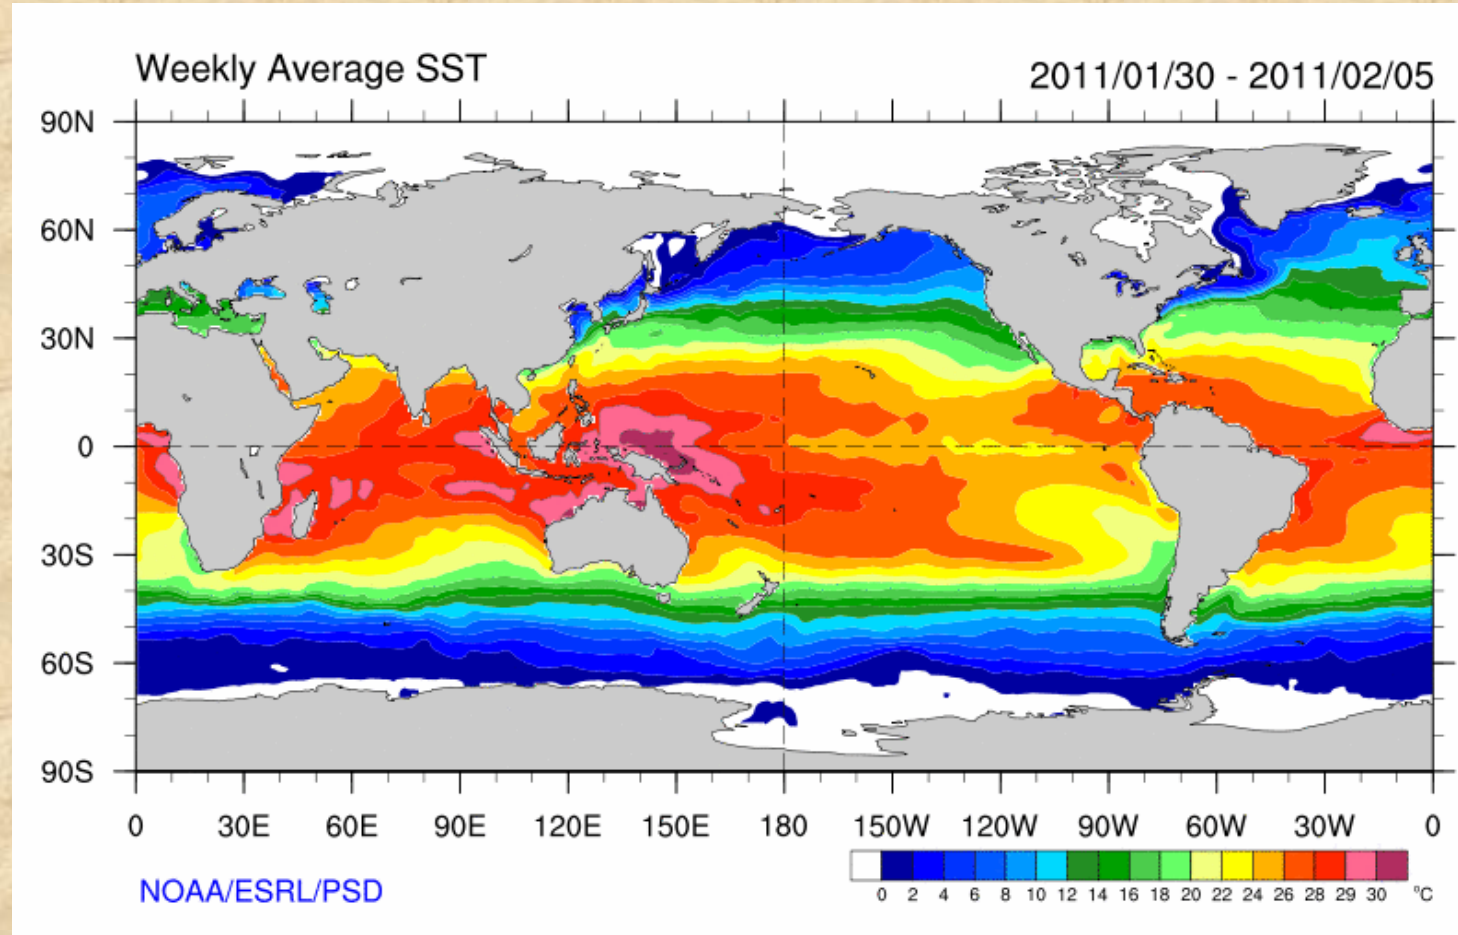 Weekly Average SST
2011/01/30 - 2011/02/05
90N
60N
30N
0
30S
60S
90S
0 30E 60E 90E 120E 150E 180 150W 120W 90W 60W 30W 0
0 2 4 6 8 10 12 14 16 18 20 22 24 26 28 29 30 °C
NOAA/ESRL/PSD